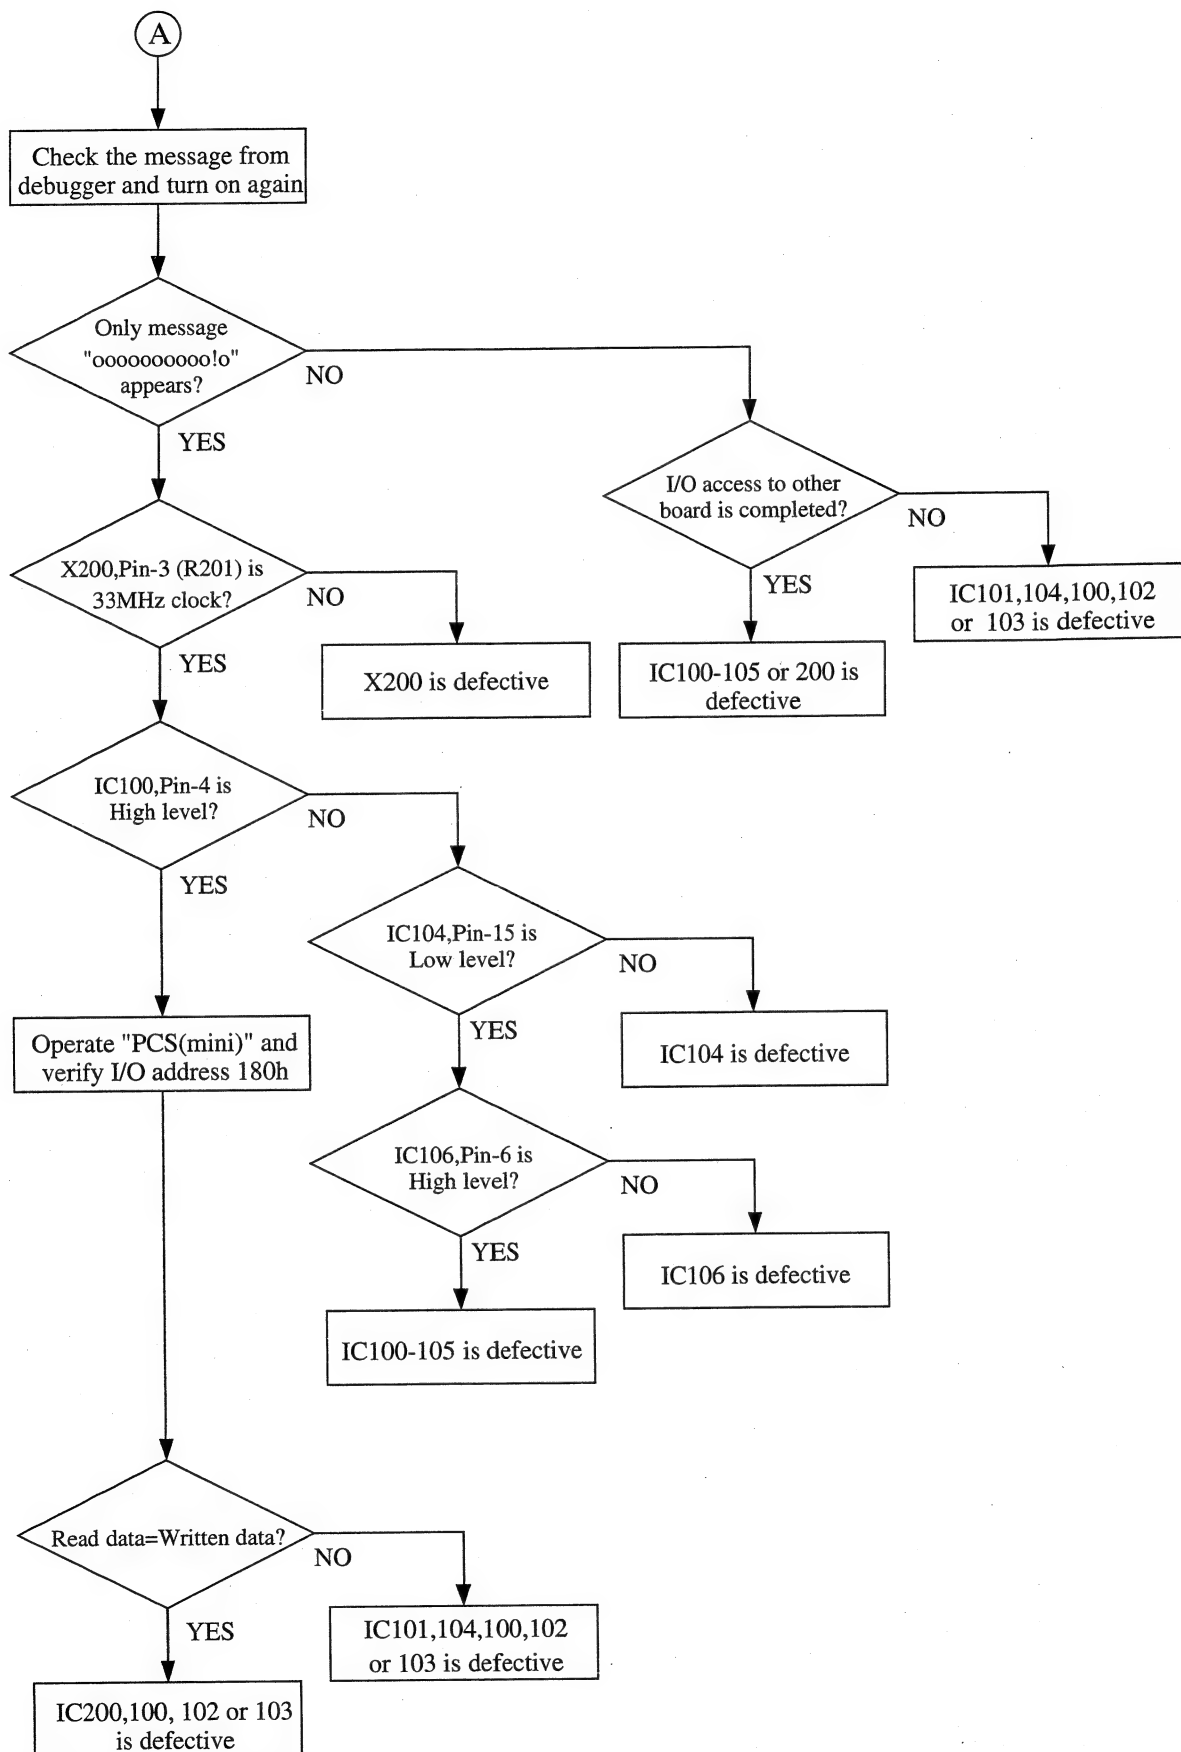 A
Check the message from
debugger and turn on again
Only message
"oooooooooo!o"
appears?
NO
YES
I/O access to other
board is completed?
NO
YES
IC101,104,100,102
or 103 is defective
IC100-105 or 200 is
defective
X200,Pin-3 (R201) is
33MHz clock?
NO
YES
X200 is defective
IC100,Pin-4 is
High level?
NO
YES
IC104,Pin-15 is
Low level?
NO
YES
IC104 is defective
Operate "PCS(mini)" and
verify I/O address 180h
IC106,Pin-6 is
High level?
NO
YES
IC106 is defective
IC100-105 is defective
Read data=Written data?
NO
YES
IC101,104,100,102
or 103 is defective
IC200,100, 102 or 103
is defective